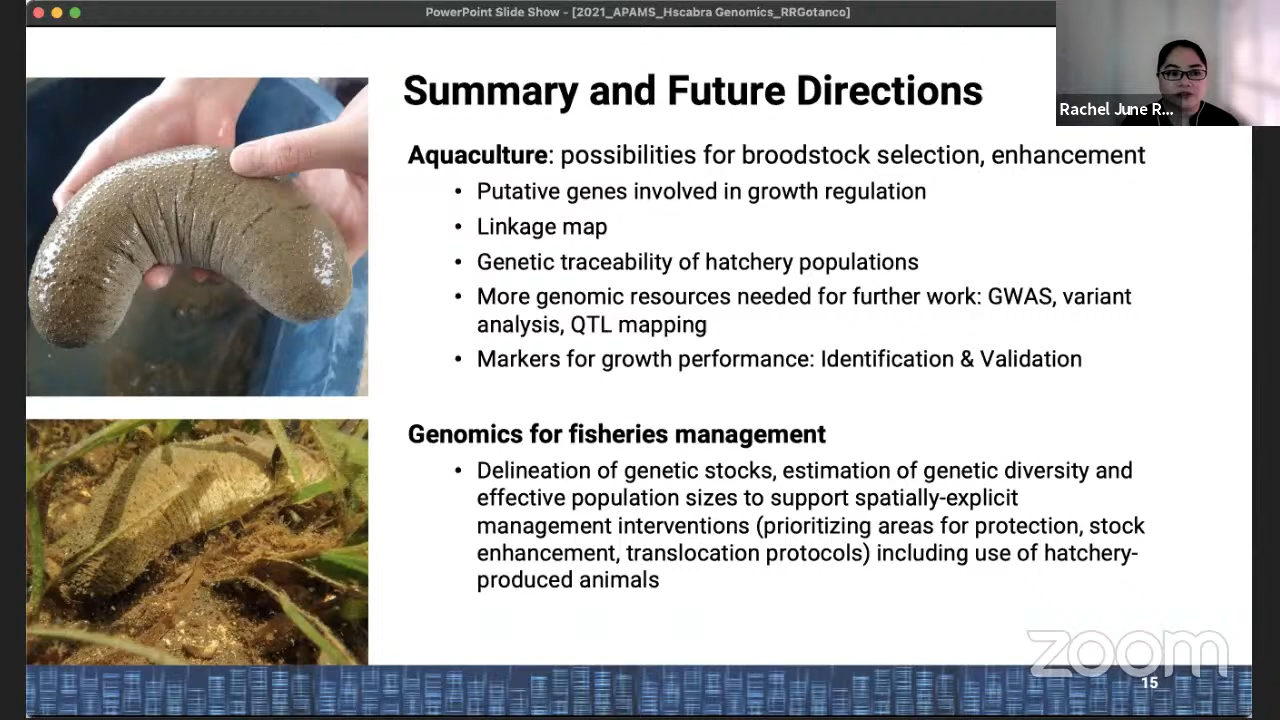 PowerPoint Slide Show - [2021_APAMS_Hscabra Genomics_RRGotanco]
Rachel June R...
Summary and Future Directions
Aquaculture: possibilities for broodstock selection, enhancement
• Putative genes involved in growth regulation
• Linkage map
• Genetic traceability of hatchery populations
• More genomic resources needed for further work: GWAS, variant
analysis, QTL mapping
• Markers for growth performance: Identification & Validation
Genomics for fisheries management
• Delineation of genetic stocks, estimation of genetic diversity and
effective population sizes to support spatially-explicit
management interventions (prioritizing areas for protection, stock
enhancement, translocation protocols) including use of hatchery-
produced animals
zoom
15